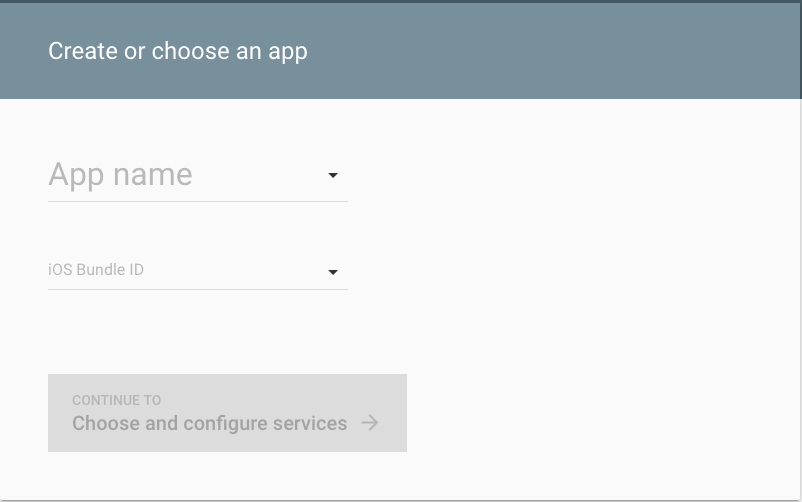 Create or choose an app
App name
iOS Bundle ID
CONTINUE TO
Choose and configure services